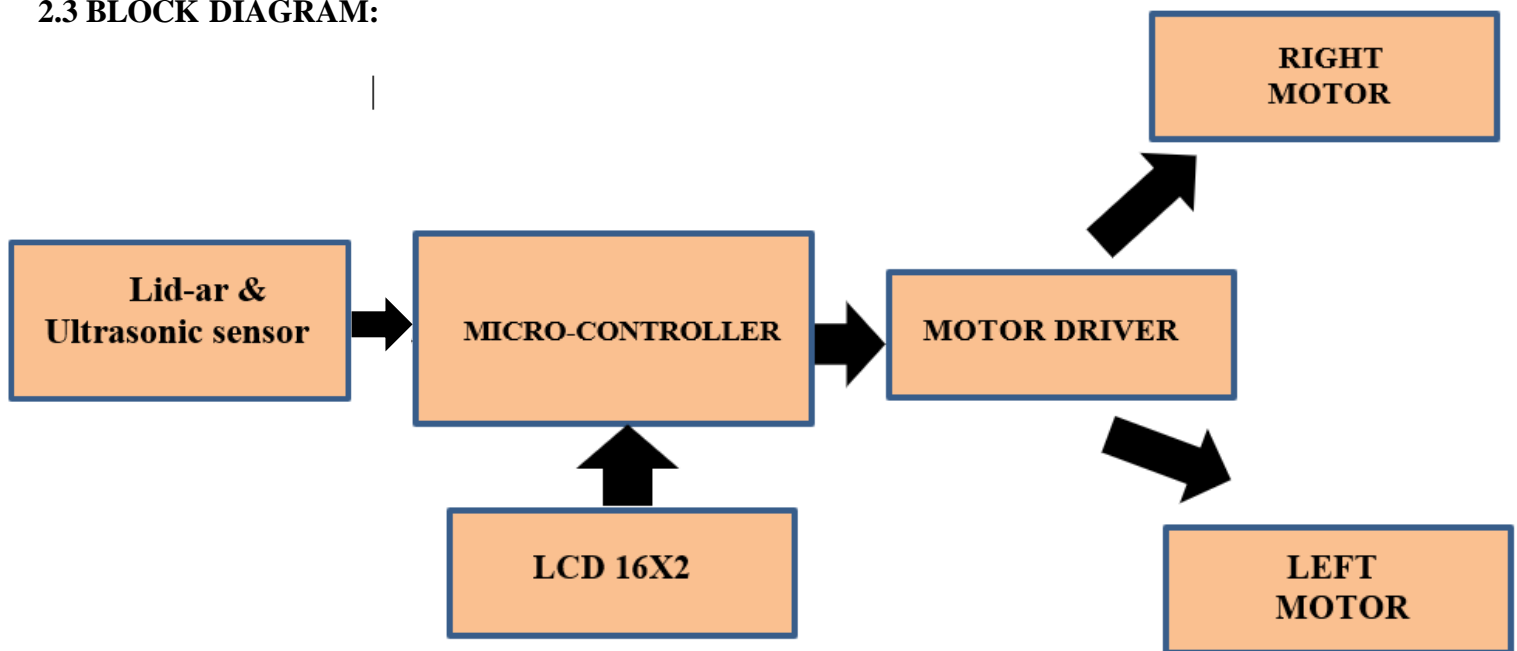 2.3 BLOCK DIAGRAM:
RIGHT
MOTOR
Lid-ar &
Ultrasonic sensor
MICRO-CONTROLLER
MOTOR DRIVER
LCD 16X2
LEFT
MOTOR